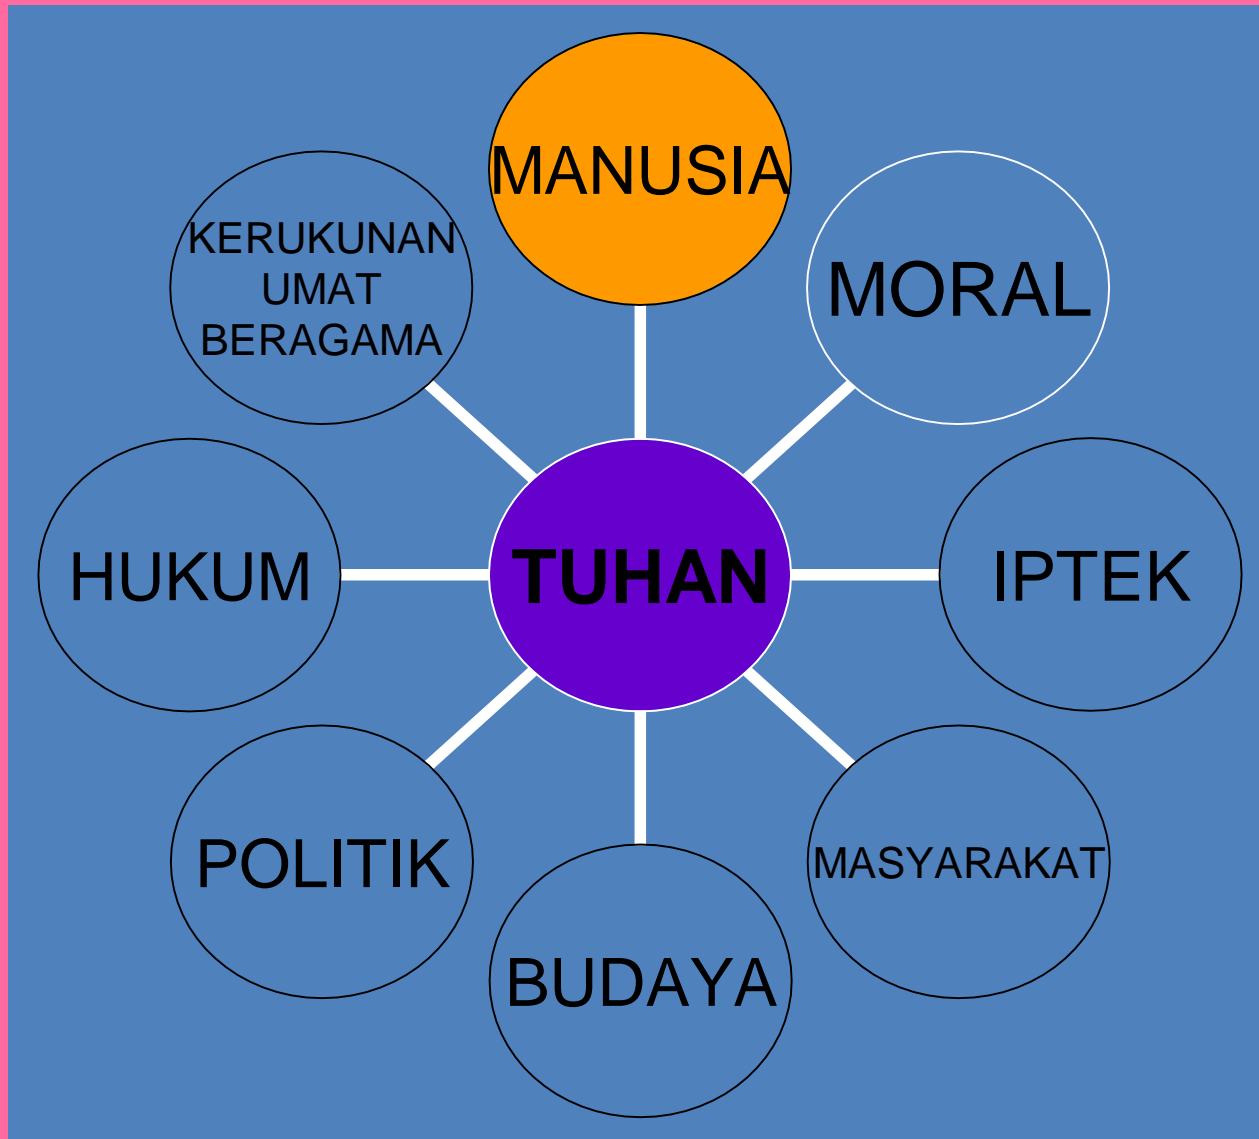 MANUSIA
KERUKUNAN
UMAT
BERAGAMA
MORAL
HUKUM
TUHAN
IPTEK
POLITIK
MASYARAKAT
BUDAYA